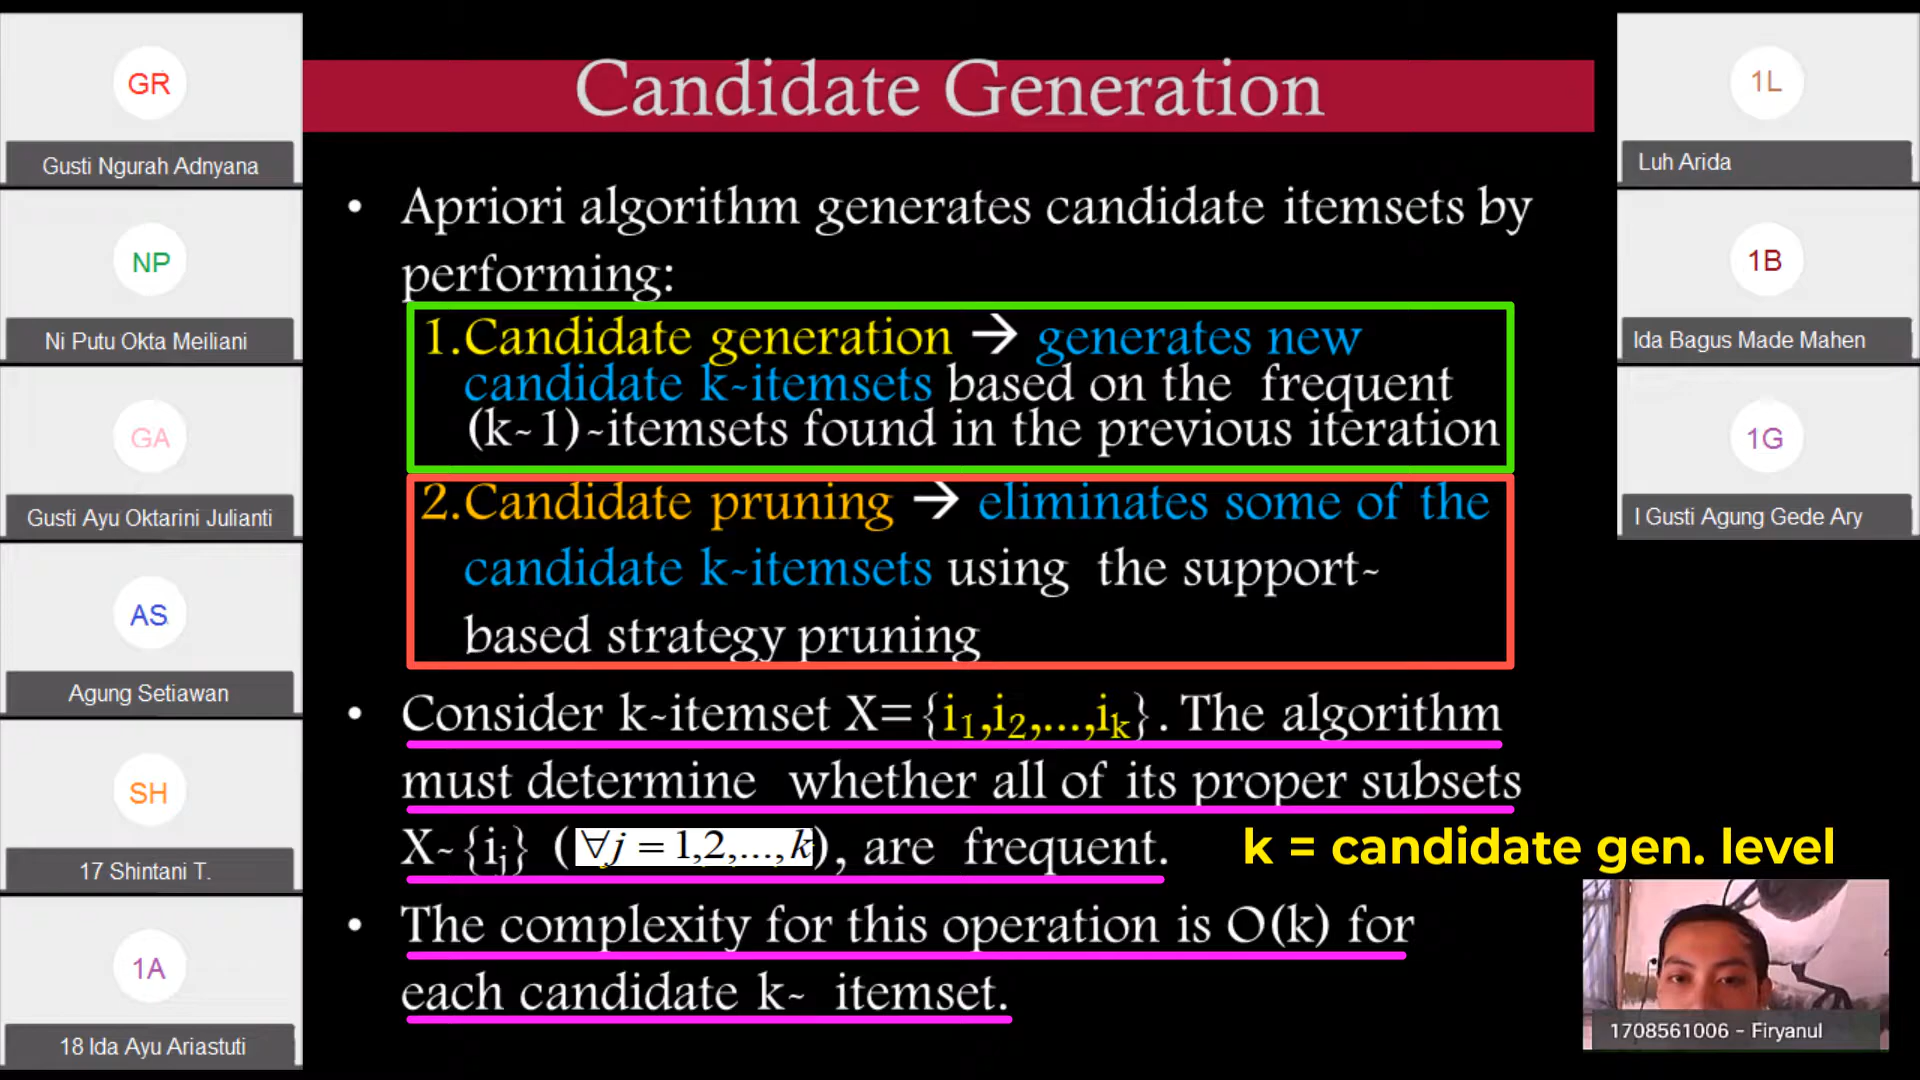 Candidate Generation
• Apriori algorithm generates candidate itemsets by
performing:
1.Candidate generation → generates new
candidate k-itemsets based on the frequent
(k-1)-itemsets found in the previous iteration
2.Candidate pruning → eliminates some of the
candidate k-itemsets using the support-
based strategy pruning
• Consider k-itemset X={i1,i2,...,ik}. The algorithm
must determine whether all of its proper subsets
X-{ij} (∀j = 1,2,...,k), are frequent.
k = candidate gen. level
• The complexity for this operation is O(k) for
each candidate k- itemset.
GR
Gusti Ngurah Adnyana
NP
Ni Putu Okta Meiliani
GA
Gusti Ayu Oktarini Julianti
AS
Agung Setiawan
SH
17 Shintani T.
1A
18 Ida Ayu Ariastuti
1L
Luh Arida
1B
Ida Bagus Made Mahen
1G
I Gusti Agung Gede Ary
1708561006 - Firyanul